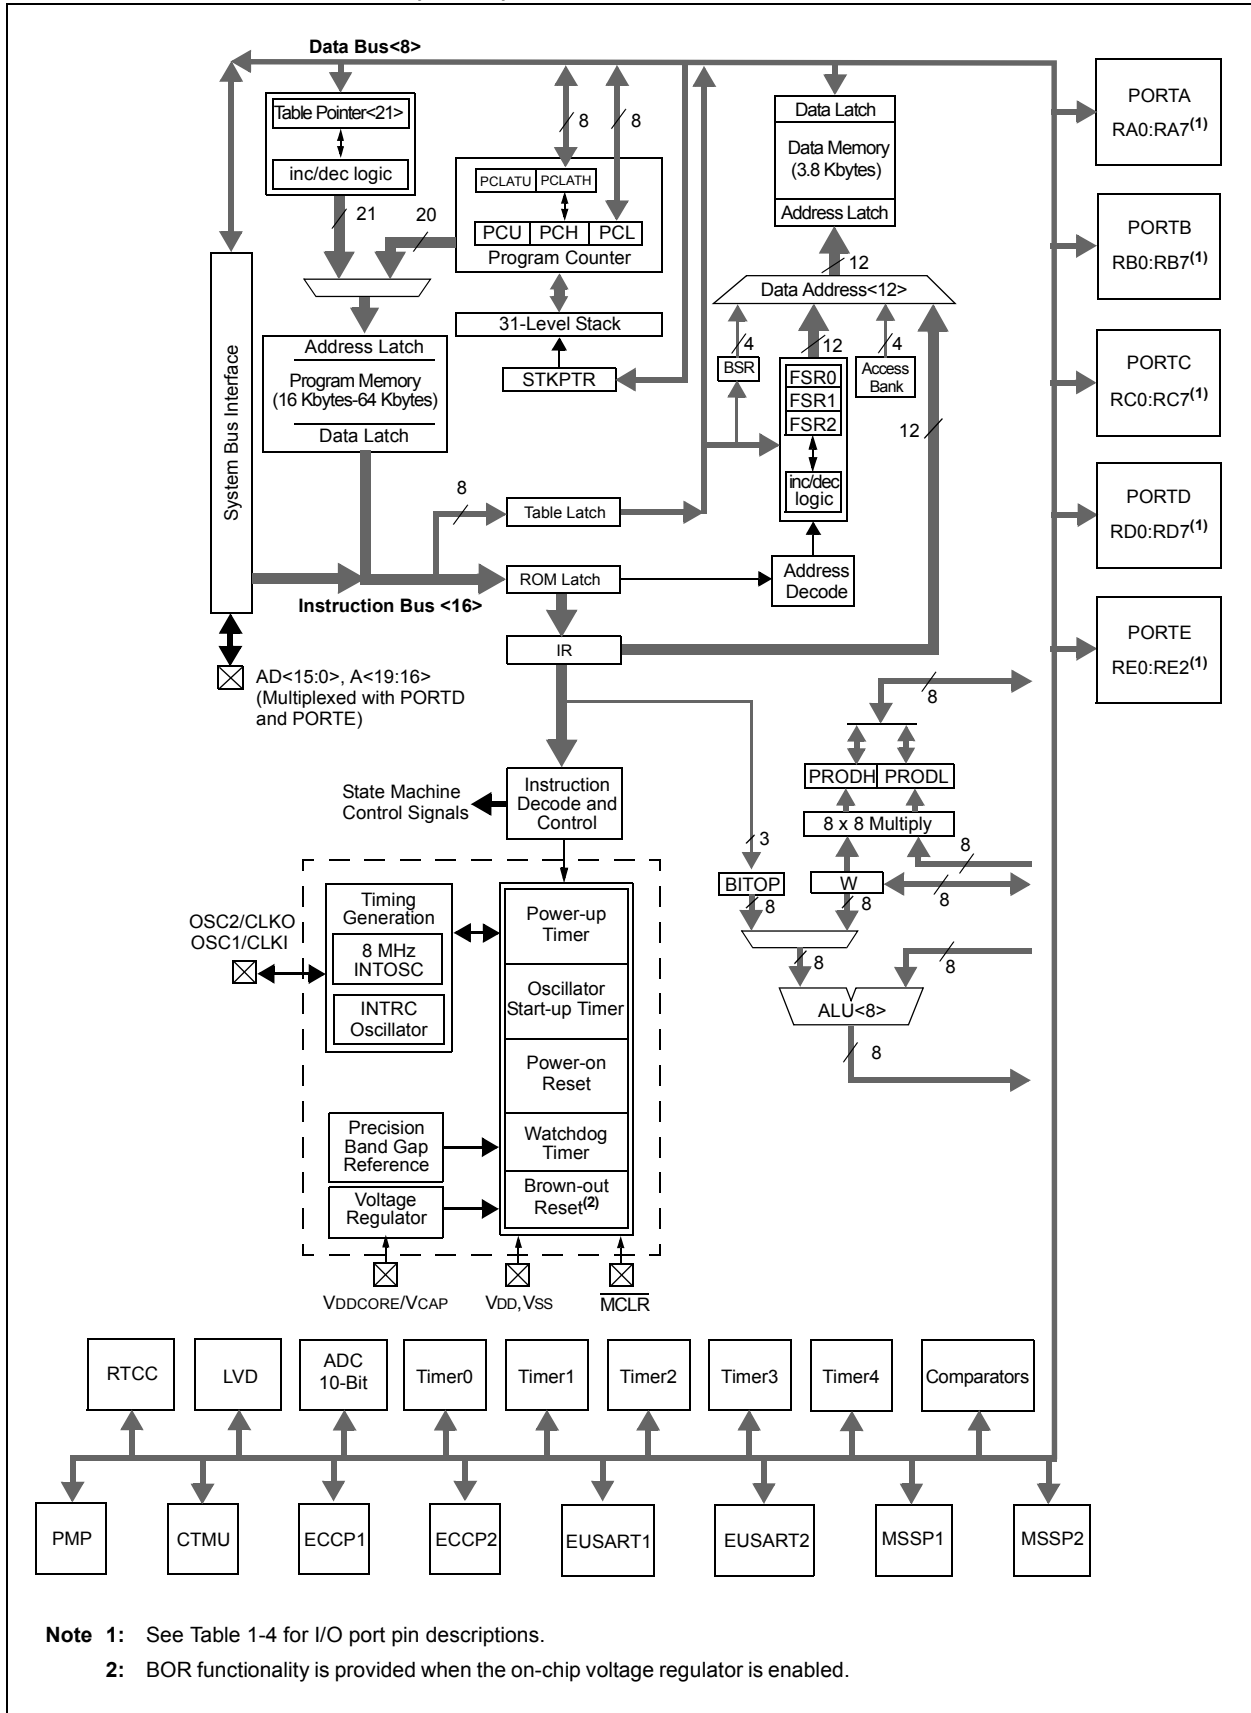 Data Bus<8>
Table Pointer<21>
inc/dec logic
21
20
8
8
PCLATU
PCLATH
PCU
PCH
PCL
Program Counter
31-Level Stack
STKPTR
Data Latch
Data Memory
(3.8 Kbytes)
Address Latch
12
Data Address<12>
4
12
4
BSR
FSR0
FSR1
FSR2
inc/dec
logic
Access
Bank
12
Address
Decode
PORTA
RA0:RA7(1)
PORTB
RB0:RB7(1)
PORTC
RC0:RC7(1)
PORTD
RD0:RD7(1)
PORTE
RE0:RE2(1)
System Bus Interface
Address Latch
Program Memory
(16 Kbytes-64 Kbytes)
Data Latch
8
Table Latch
ROM Latch
Instruction Bus <16>
IR
AD<15:0>, A<19:16>
(Multiplexed with PORTD
and PORTE)
State Machine
Control Signals
Instruction
Decode and
Control
8
PRODH
PRODL
8 x 8 Multiply
3
8
BITOP
W
8
8
8
8
8
ALU<8>
8
OSC2/CLKO
OSC1/CLKI
Timing
Generation
8 MHz
INTOSC
INTRC
Oscillator
Power-up
Timer
Oscillator
Start-up Timer
Power-on
Reset
Watchdog
Timer
Brown-out
Reset(2)
Precision
Band Gap
Reference
Voltage
Regulator
VDDCORE/VCAP
VDD,VSS
MCLR
RTCC
LVD
ADC
10-Bit
Timer0
Timer1
Timer2
Timer3
Timer4
Comparators
PMP
CTMU
ECCP1
ECCP2
EUSART1
EUSART2
MSSP1
MSSP2
Note 1: See Table 1-4 for I/O port pin descriptions.
2: BOR functionality is provided when the on-chip voltage regulator is enabled.